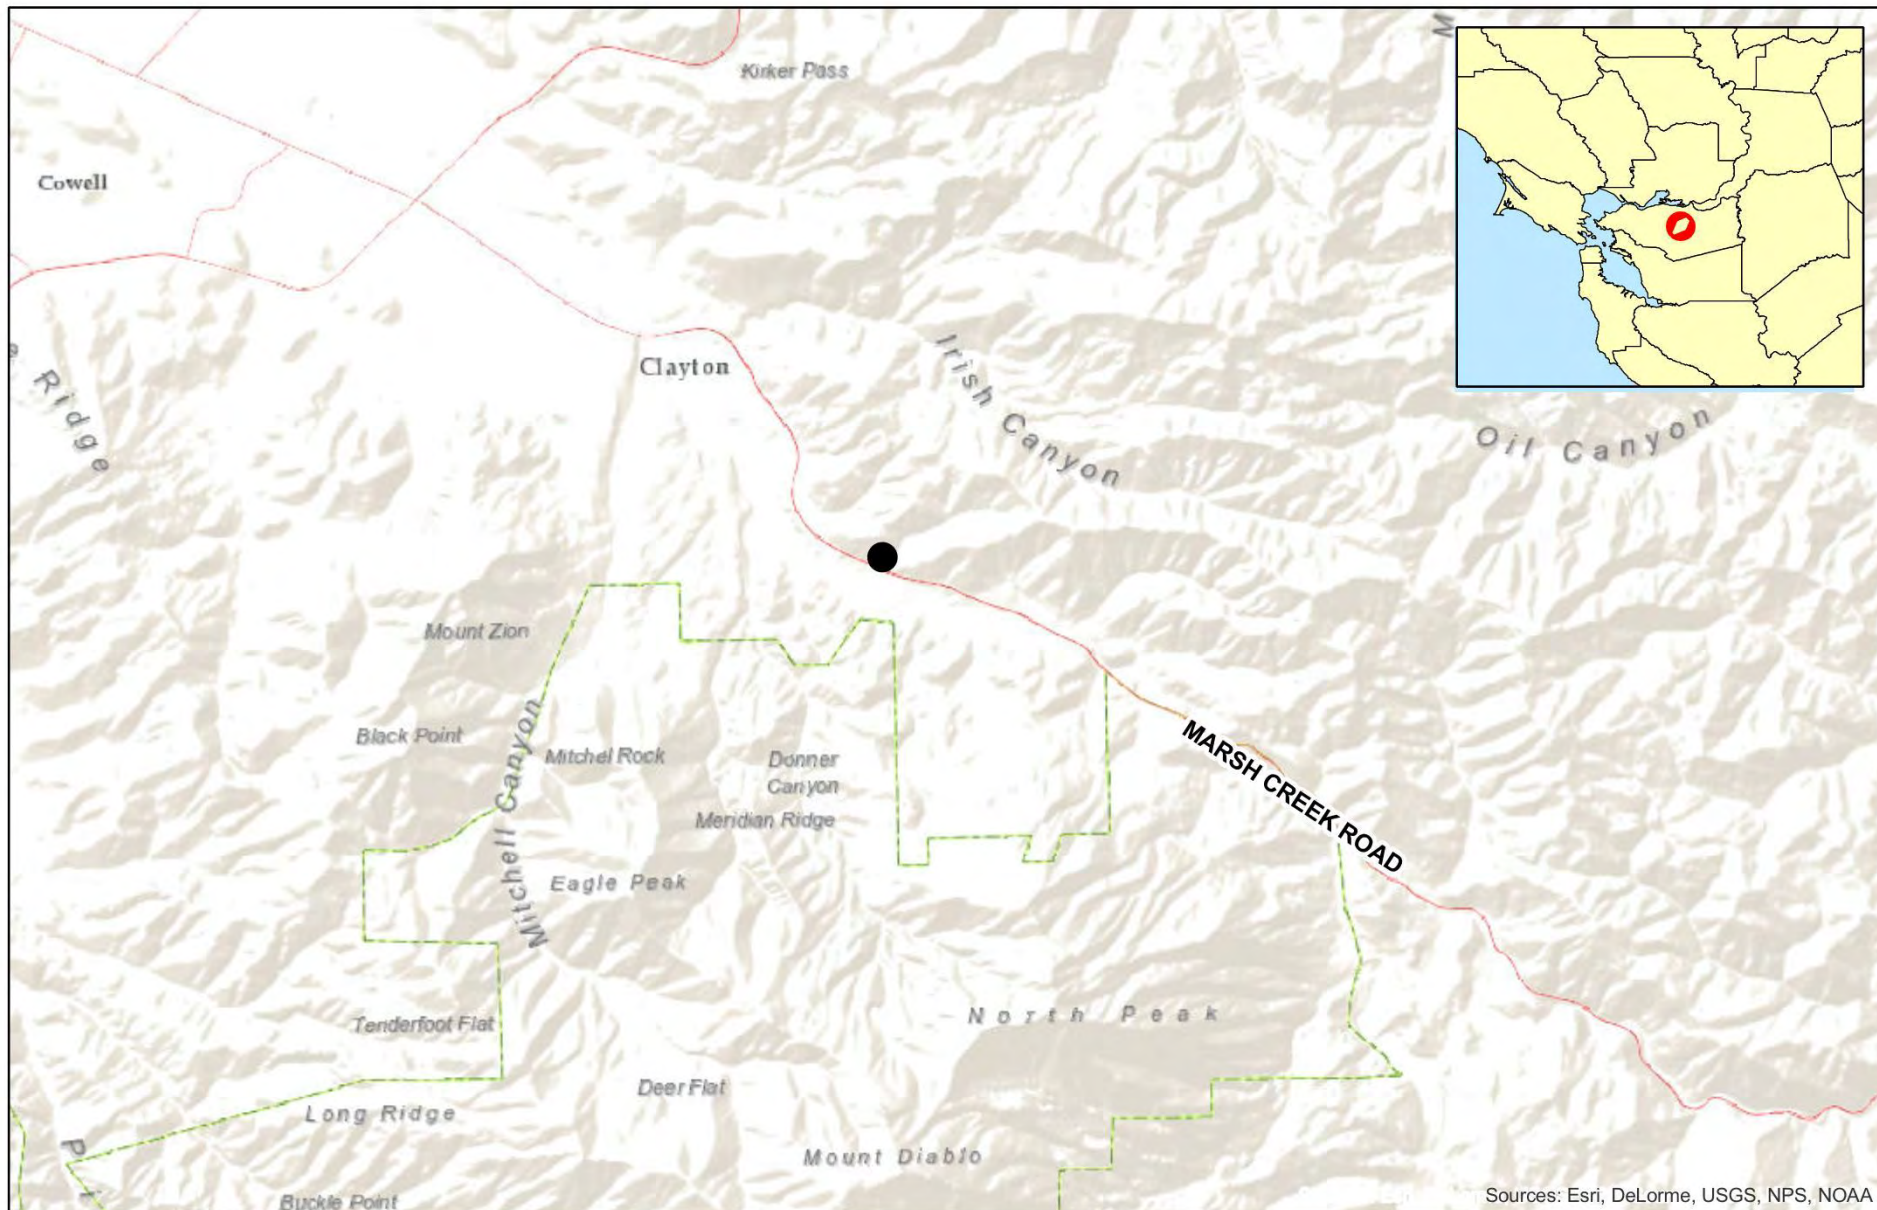 M
Kirker Pass
Cowell
Clayton
Irish Canyon
Ridge
Oil Canyon
Mount Zion
Mitchell Canyon
Black Point
Mitchel Rock
Donner
Canyon
Meridian Ridge
MARSH CREEK ROAD
Eagle Peak
North Peak
Tenderfoot Flat
Deer Flat
Long Ridge
Mount Diablo
P
Buckle Point
Sources: Esri, DeLorme, USGS, NPS, NOAA